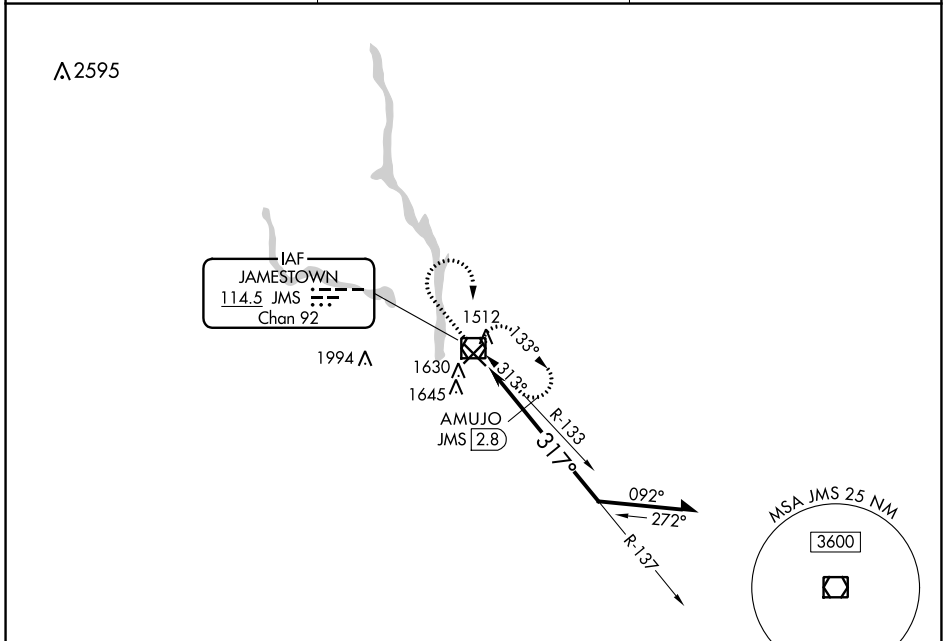 2595
IAF
JAMESTOWN
114.5 JMS
Chan 92
1512
133°
1994
1630
313°
1645
AMUJO
JMS 2.8
R-133
317°
092°
272°
MSA JMS 25 NM
R-137
3600